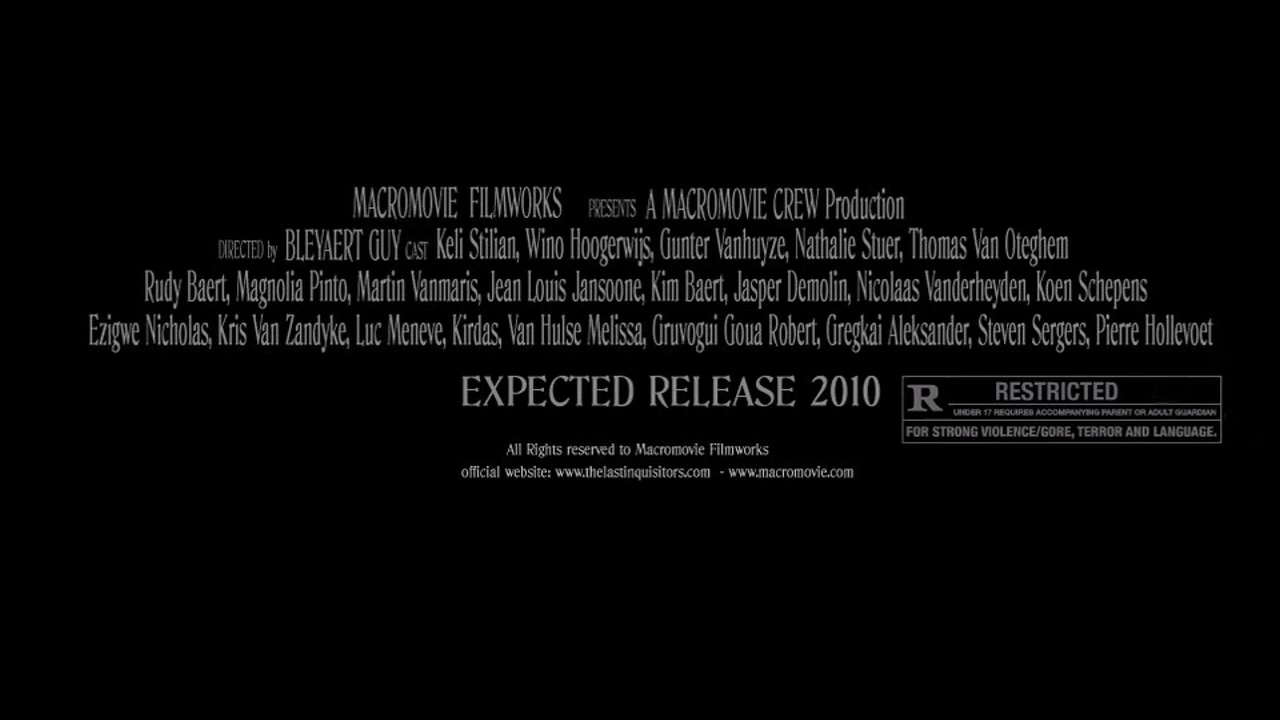 MACROMOVIE FILMWORKS PRESENTS A MACROMOVIE CREW Production
DIRECTED by BLEYAERT GUY CAST Keli Stilian, Wino Hoogerwijs, Gunter Vanhuyze, Nathalie Stuer, Thomas Van Oteghem
Rudy Baert, Magnolia Pinto, Martin Vanmaris, Jean Louis Jansoone, Kim Baert, Jasper Demolin, Nicolaas Vanderheyden, Koen Schepens
Ezigwe Nicholas, Kris Van Zandyke, Luc Meneve, Kirdas, Van Hulse Melissa, Gruvogui Goua Robert, Gregkai Aleksander, Steven Sergers, Pierre Hollevoet
EXPECTED RELEASE 2010
R RESTRICTED
UNDER 17 REQUIRES ACCOMPANYING PARENT OR ADULT GUARDIAN
FOR STRONG VIOLENCE/GORE, TERROR AND LANGUAGE.
All Rights reserved to Macromovie Filmworks
official website: www.thelastinquisitors.com - www.macromovie.com